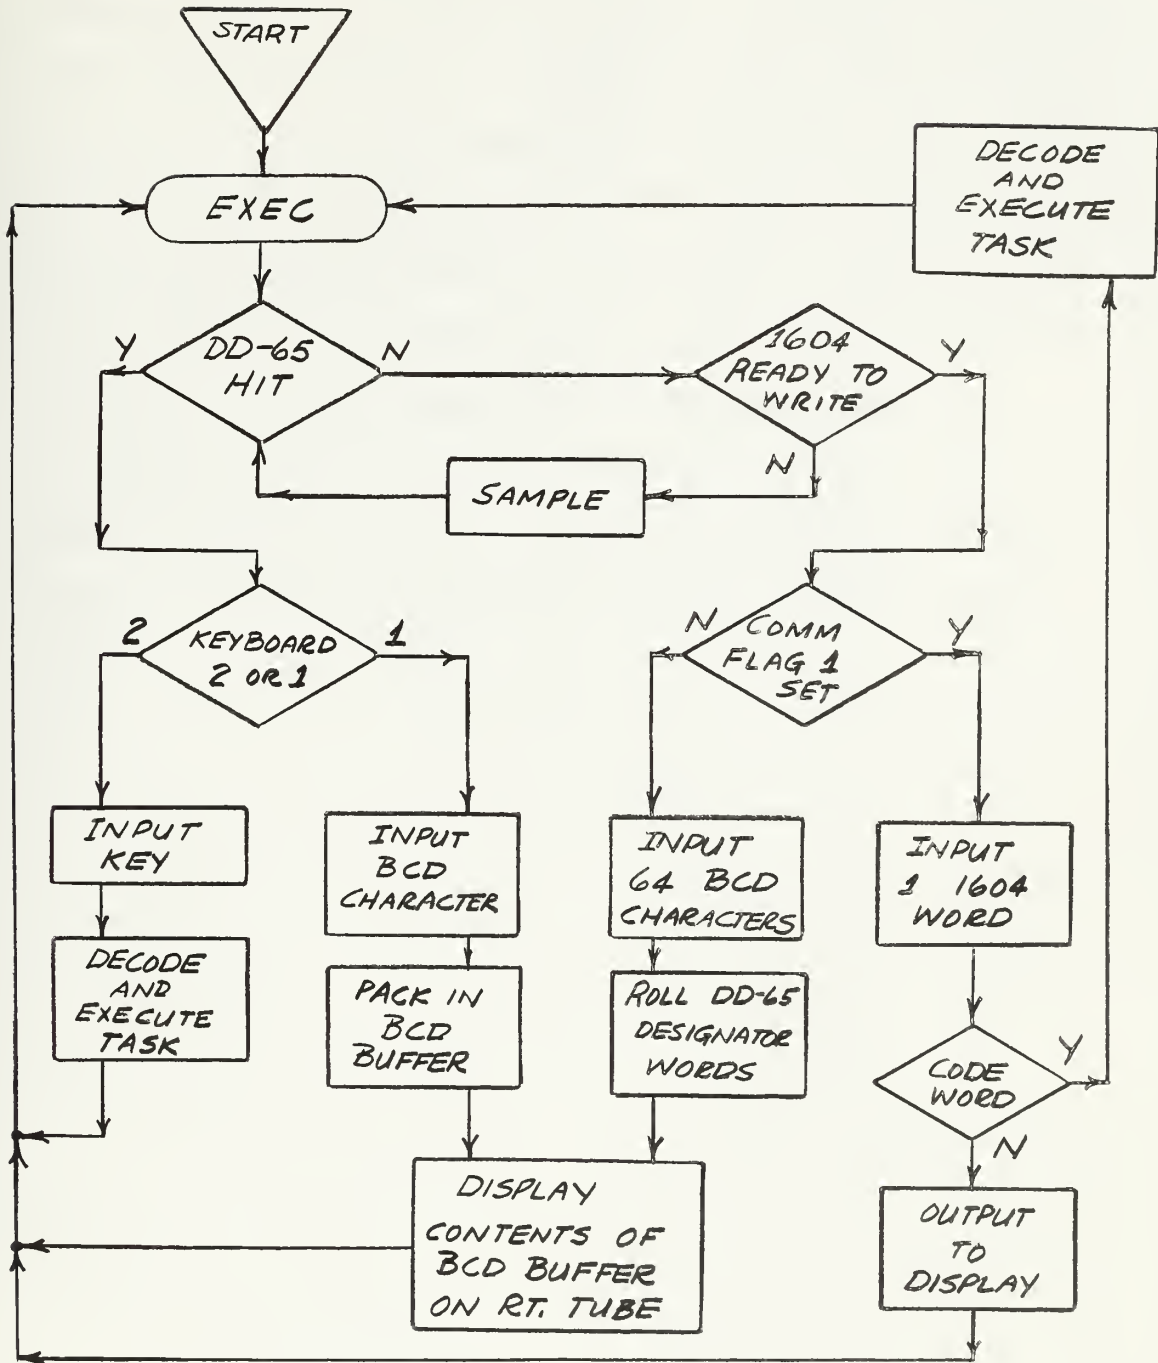 START
EXEC
DECODE
AND
EXECUTE
TASK
Y
DD-65
HIT
N
1604
READY TO
WRITE
Y
N
SAMPLE
2
KEYBOARD
2 OR 1
1
N
COMM
FLAG 1
SET
Y
INPUT
KEY
INPUT
BCD
CHARACTER
INPUT
64 BCD
CHARACTERS
INPUT
1 1604
WORD
DECODE
AND
EXECUTE
TASK
PACK IN
BCD
BUFFER
ROLL DD-65
DESIGNATOR
WORDS
CODE
WORD
Y
N
DISPLAY
CONTENTS OF
BCD BUFFER
ON RT. TUBE
OUTPUT
TO
DISPLAY